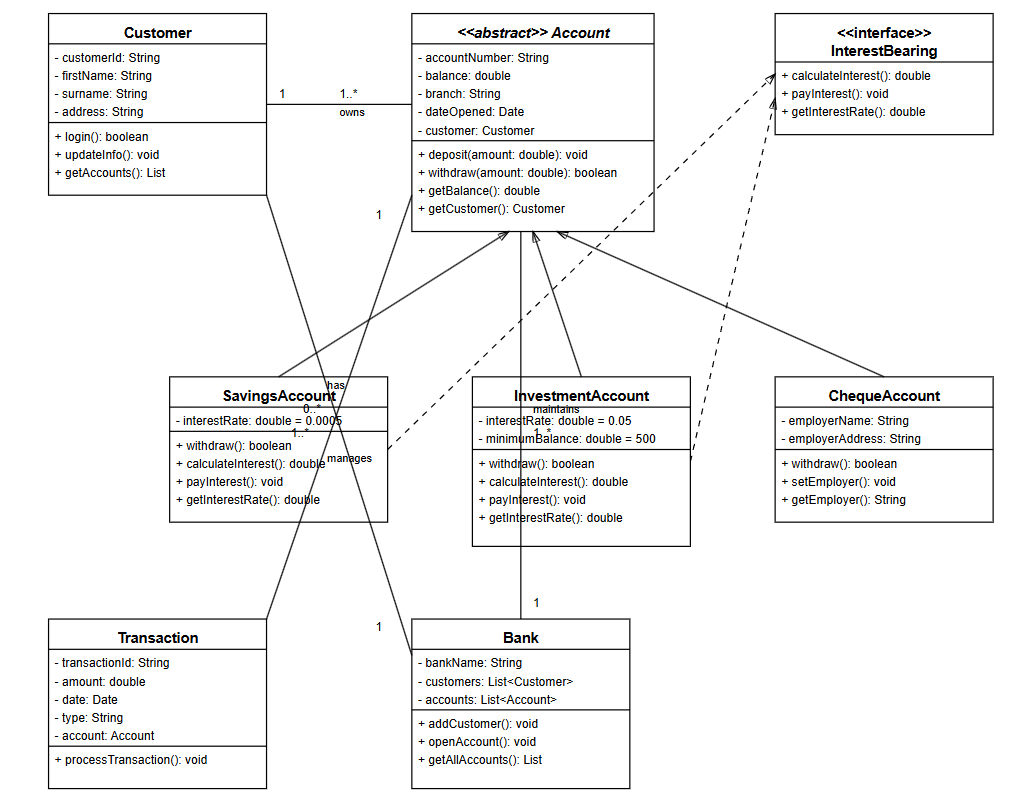 Customer
- customerId: String
- firstName: String
- surname: String
- address: String
+ login(): boolean
+ updateInfo(): void
+ getAccounts(): List
<<abstract>> Account
- accountNumber: String
- balance: double
- branch: String
- dateOpened: Date
- customer: Customer
+ deposit(amount: double): void
+ withdraw(amount: double): boolean
+ getBalance(): double
+ getCustomer(): Customer
<<interface>>
InterestBearing
+ calculateInterest(): double
+ payInterest(): void
+ getInterestRate(): double
1
1..*
owns
1
SavingsAccount
- interestRate: double = 0.0005
+ withdraw(): boolean
+ calculateInterest(): double
+ payInterest(): void
+ getInterestRate(): double
has
0..*
1..*
manages
InvestmentAccount
- interestRate: double = 0.05
- minimumBalance: double = 500
+ withdraw(): boolean
+ calculateInterest(): double
+ payInterest(): void
+ getInterestRate(): double
maintains
1..*
ChequeAccount
- employerName: String
- employerAddress: String
+ withdraw(): boolean
+ setEmployer(): void
+ getEmployer(): String
1
1
Transaction
- transactionId: String
- amount: double
- date: Date
- type: String
- account: Account
+ processTransaction(): void
Bank
- bankName: String
- customers: List<Customer>
- accounts: List<Account>
+ addCustomer(): void
+ openAccount(): void
+ getAllAccounts(): List